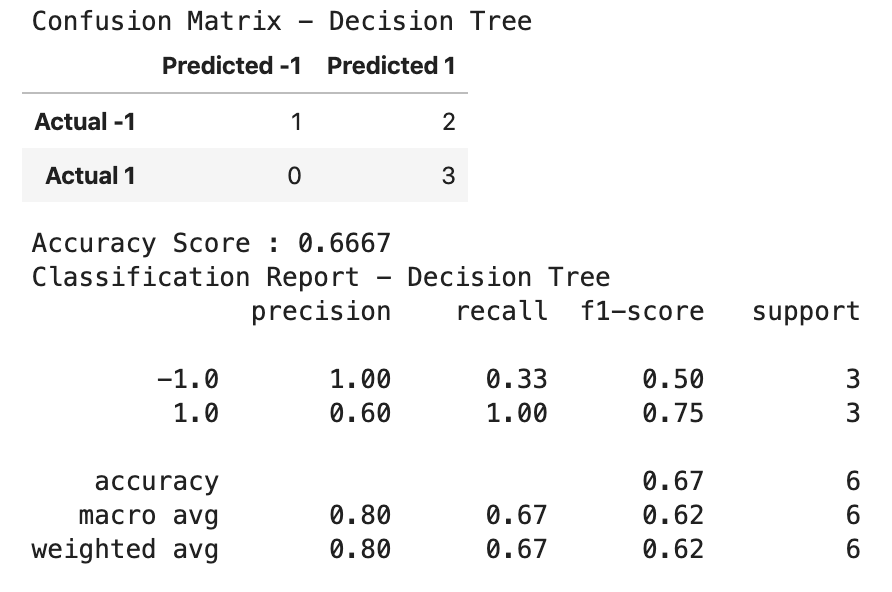 Confusion Matrix – Decision Tree
Predicted -1 Predicted 1
Actual -1 1 2
Actual 1 0 3
Accuracy Score : 0.6667
Classification Report – Decision Tree
precision recall f1-score support
-1.0 1.00 0.33 0.50 3
1.0 0.60 1.00 0.75 3
accuracy 0.67 6
macro avg 0.80 0.67 0.62 6
weighted avg 0.80 0.67 0.62 6